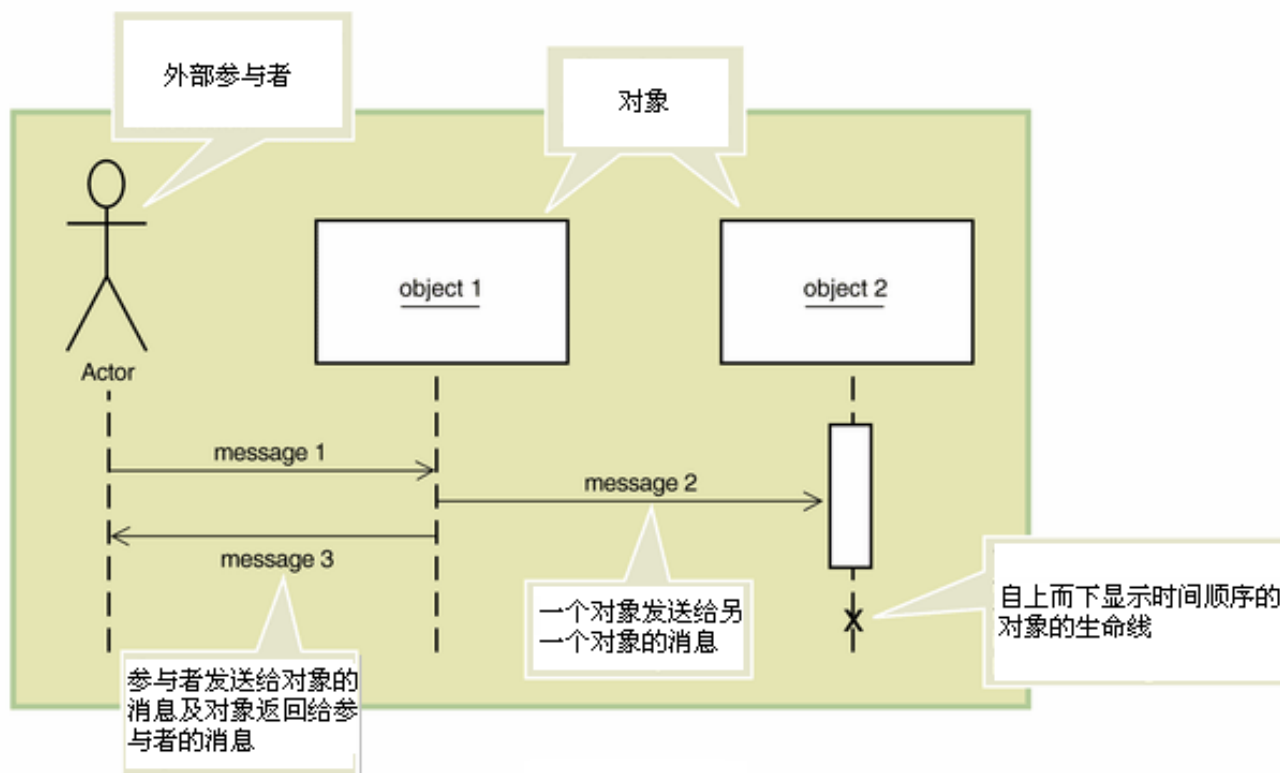 外部参与者
对象
object 1
object 2
Actor
message 1
message 2
message 3
一个对象发送给另
一个对象的消息
自上而下显示时间顺序的
对象的生命线
参与者发送给对象的
消息及对象返回给参
与者的消息